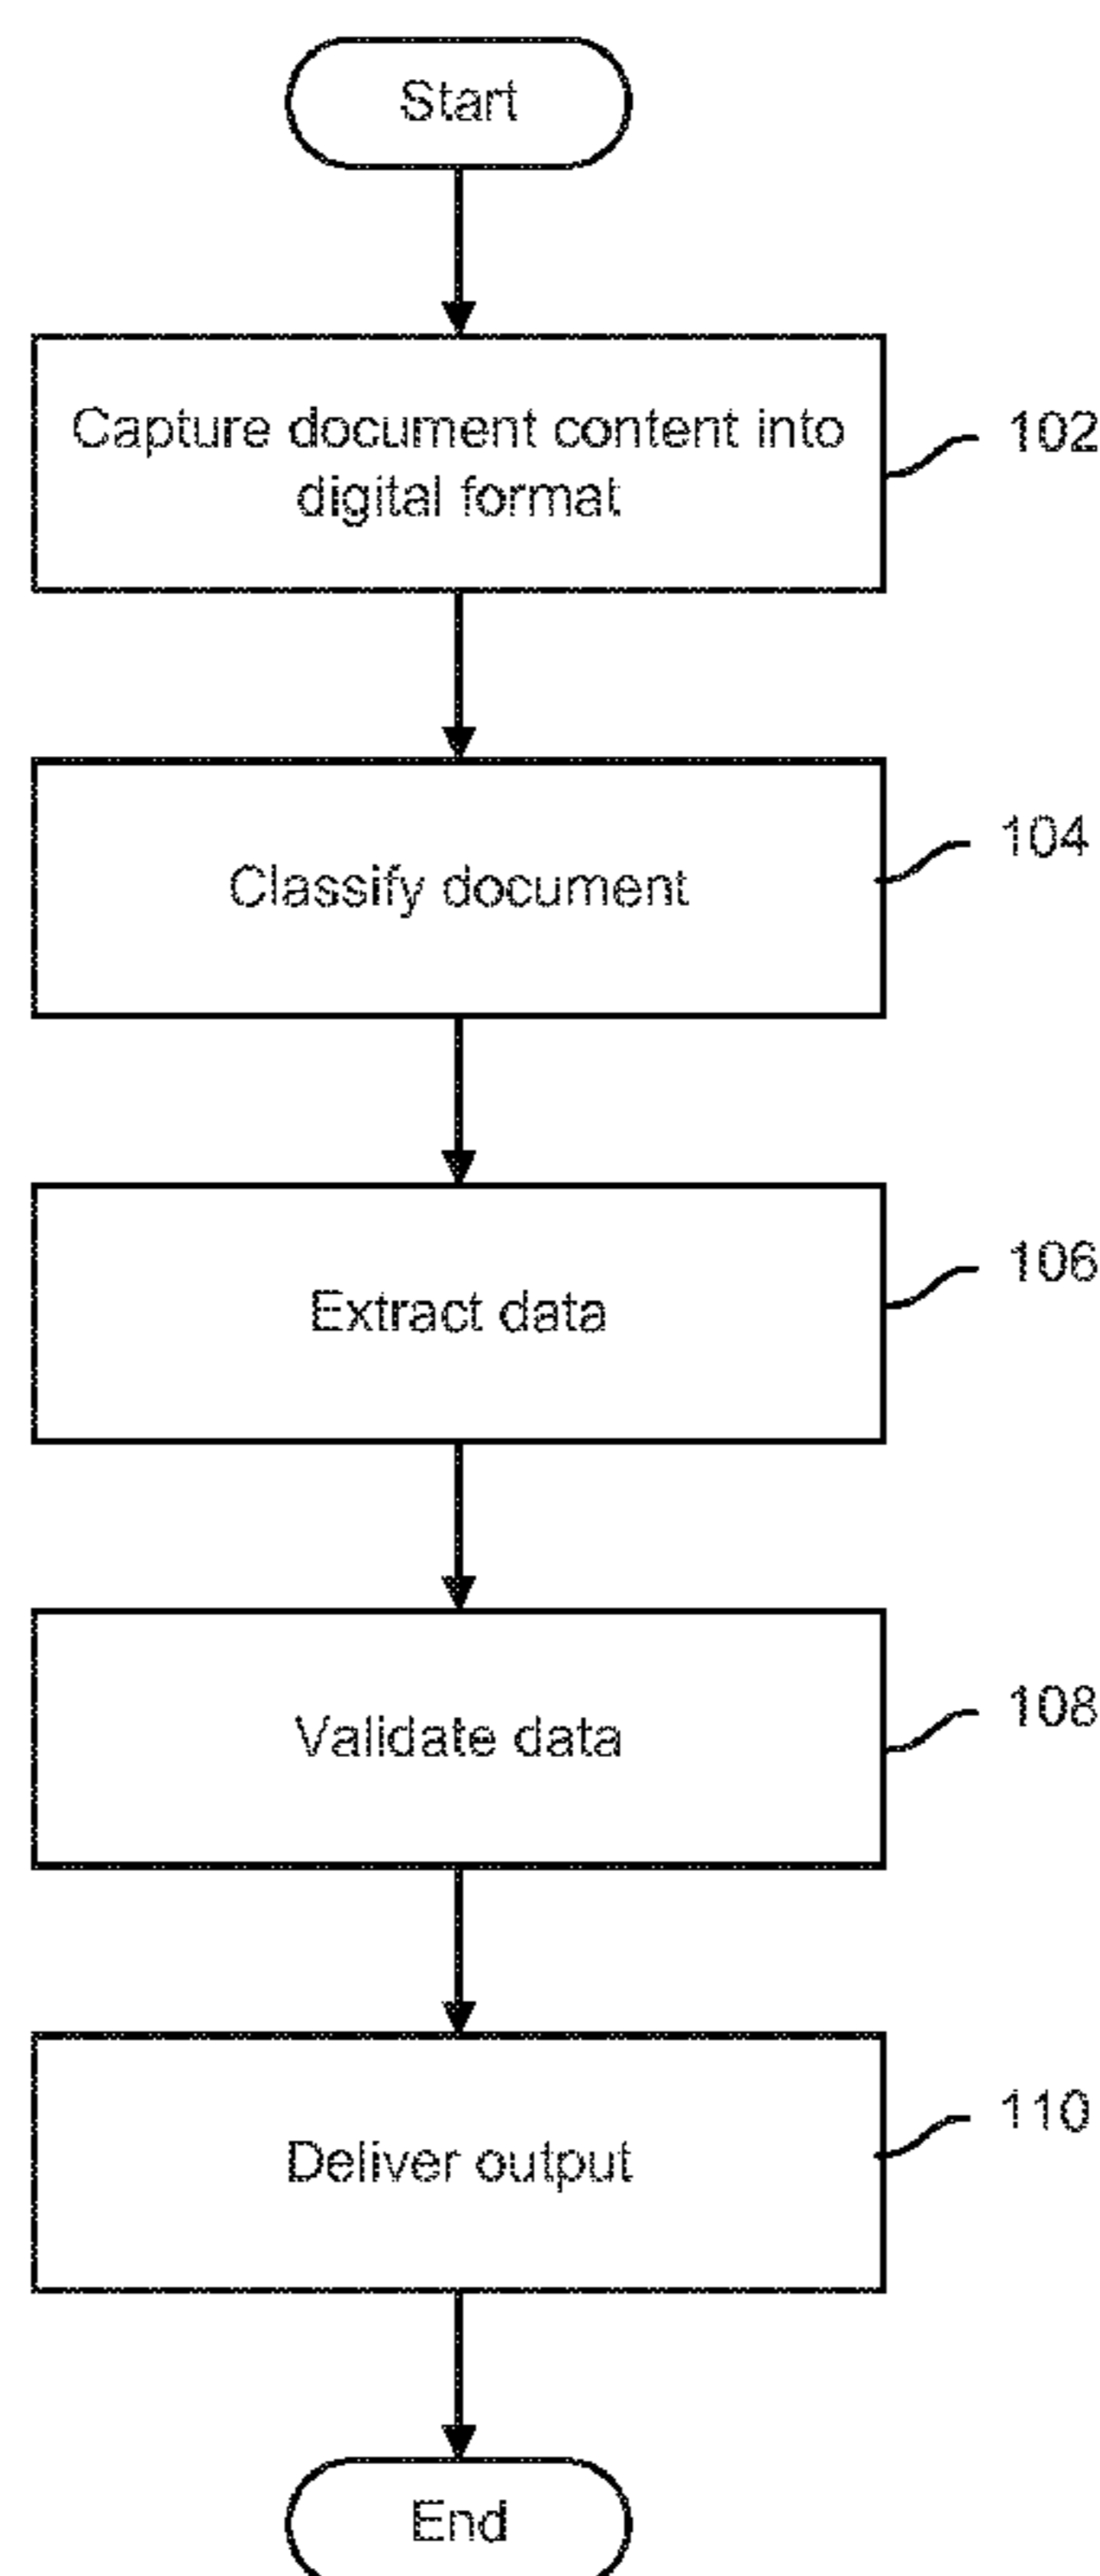 Start
Capture document content into
digital format
102
Classify document
104
Extract data
106
Validate data
108
Deliver output
110
End